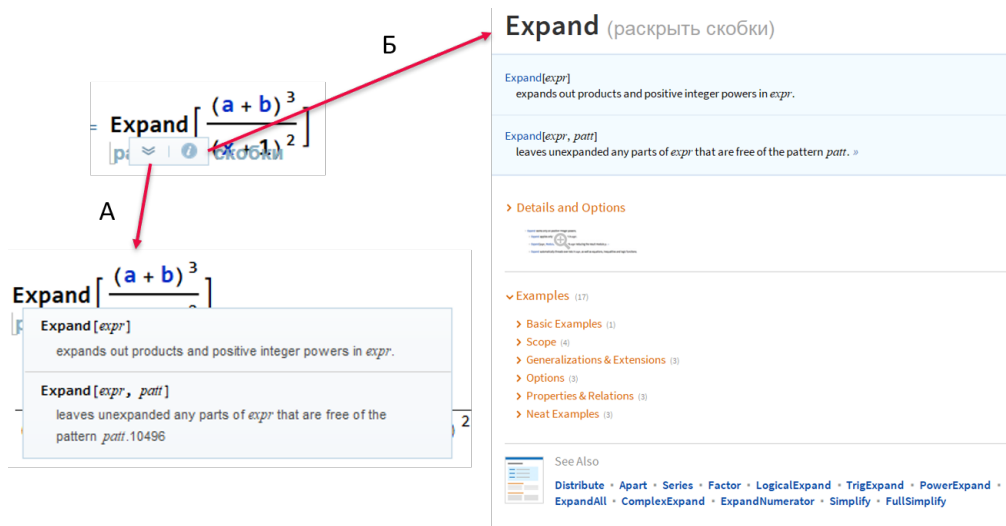 Б
(a + b)³
= Expand[ ]
(x + 1)²
скобки
А
(a + b)³
Expand[ ]
Expand[expr]
expands out products and positive integer powers in expr.
Expand[expr, patt]
leaves unexpanded any parts of expr that are free of the
pattern patt.10496
) 2
Expand (раскрыть скобки)
Expand[expr]
expands out products and positive integer powers in expr.
Expand[expr, patt]
leaves unexpanded any parts of expr that are free of the pattern patt. »
Details and Options
Examples (17)
Basic Examples (1)
Scope (4)
Generalizations & Extensions (3)
Options (3)
Properties & Relations (3)
Neat Examples (3)
See Also
Distribute • Apart • Series • Factor • LogicalExpand • TrigExpand • PowerExpand •
ExpandAll • ComplexExpand • ExpandNumerator • Simplify • FullSimplify